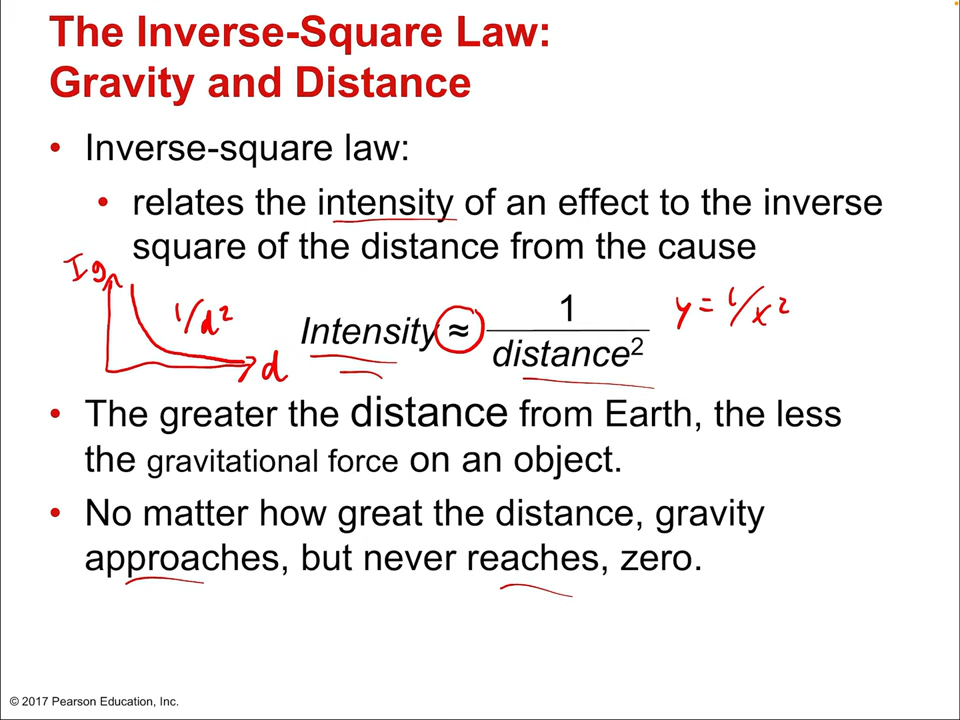 The Inverse-Square Law:
Gravity and Distance
• Inverse-square law:
• relates the intensity of an effect to the inverse
square of the distance from the cause
Ig
1/d²
d
Intensity ≈ 1
distance²
y = 1/x²
• The greater the distance from Earth, the less
the gravitational force on an object.
• No matter how great the distance, gravity
approaches, but never reaches, zero.
© 2017 Pearson Education, Inc.